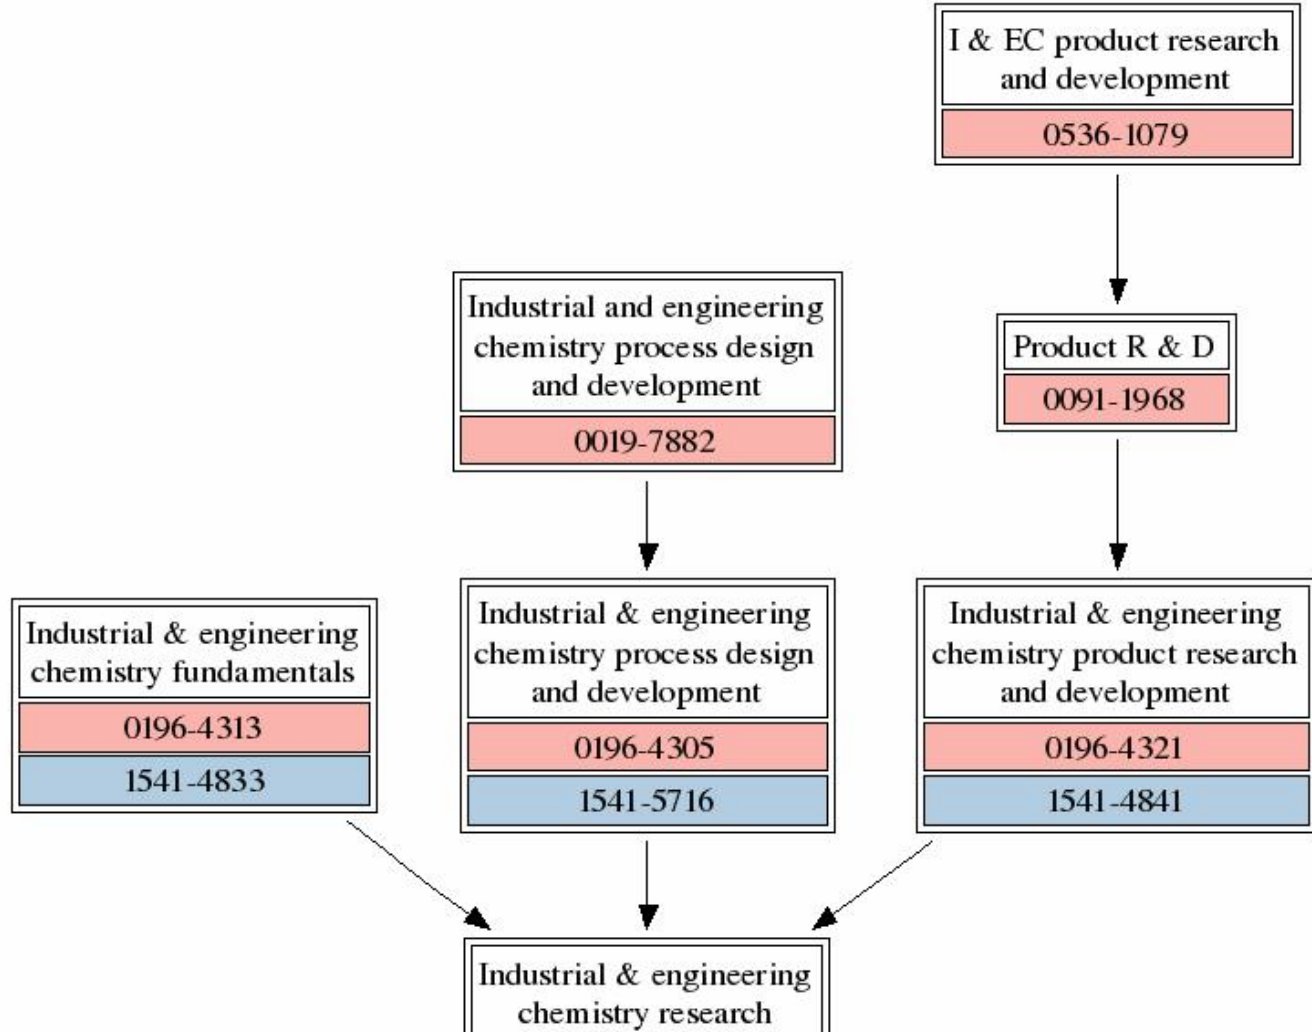 I & EC product research
and development
0536-1079
Industrial and engineering
chemistry process design
and development
0019-7882
Product R & D
0091-1968
Industrial & engineering
chemistry fundamentals
0196-4313
1541-4833
Industrial & engineering
chemistry process design
and development
0196-4305
1541-5716
Industrial & engineering
chemistry product research
and development
0196-4321
1541-4841
Industrial & engineering
chemistry research